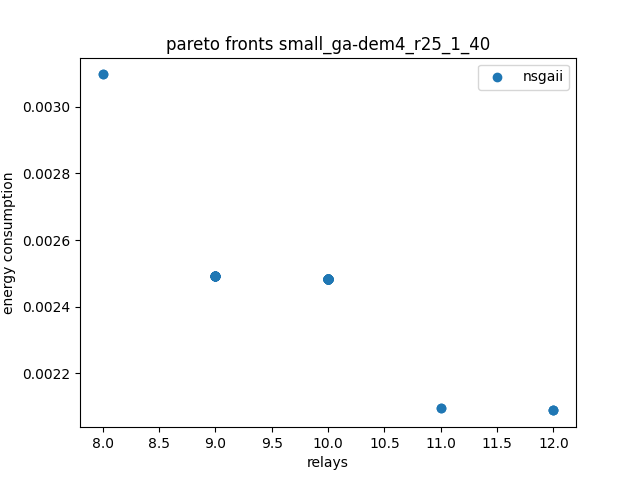 pareto fronts small_ga-dem4_r25_1_40
nsgaii
energy consumption
0.0030
0.0028
0.0026
0.0024
0.0022
8.0 8.5 9.0 9.5 10.0 10.5 11.0 11.5 12.0
relays